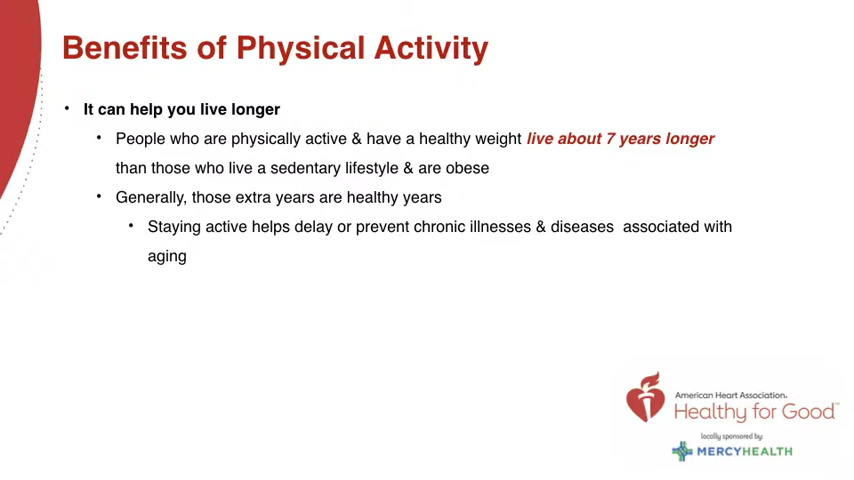 Benefits of Physical Activity
• It can help you live longer
• People who are physically active & have a healthy weight live about 7 years longer
than those who live a sedentary lifestyle & are obese
• Generally, those extra years are healthy years
• Staying active helps delay or prevent chronic illnesses & diseases  associated with
aging
American Heart Association®
Healthy for Good™
locally sponsored by:
MERCYHEALTH